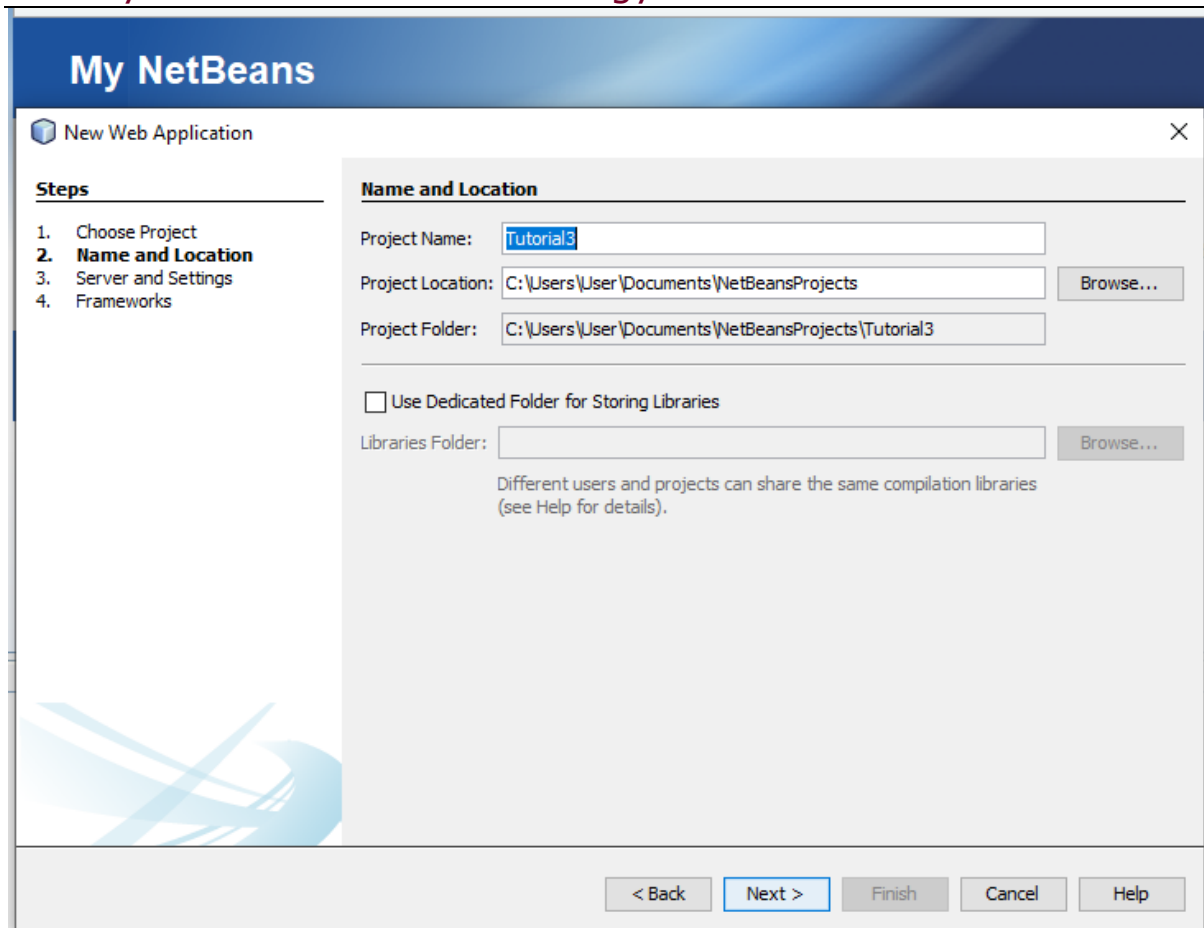 My NetBeans
New Web Application
Steps
1. Choose Project
2. Name and Location
3. Server and Settings
4. Frameworks
Name and Location
Project Name: Tutorial3
Project Location: C:\Users\User\Documents\NetBeansProjects Browse...
Project Folder: C:\Users\User\Documents\NetBeansProjects\Tutorial3
Use Dedicated Folder for Storing Libraries
Libraries Folder: Browse...
Different users and projects can share the same compilation libraries
(see Help for details).
< Back Next > Finish Cancel Help